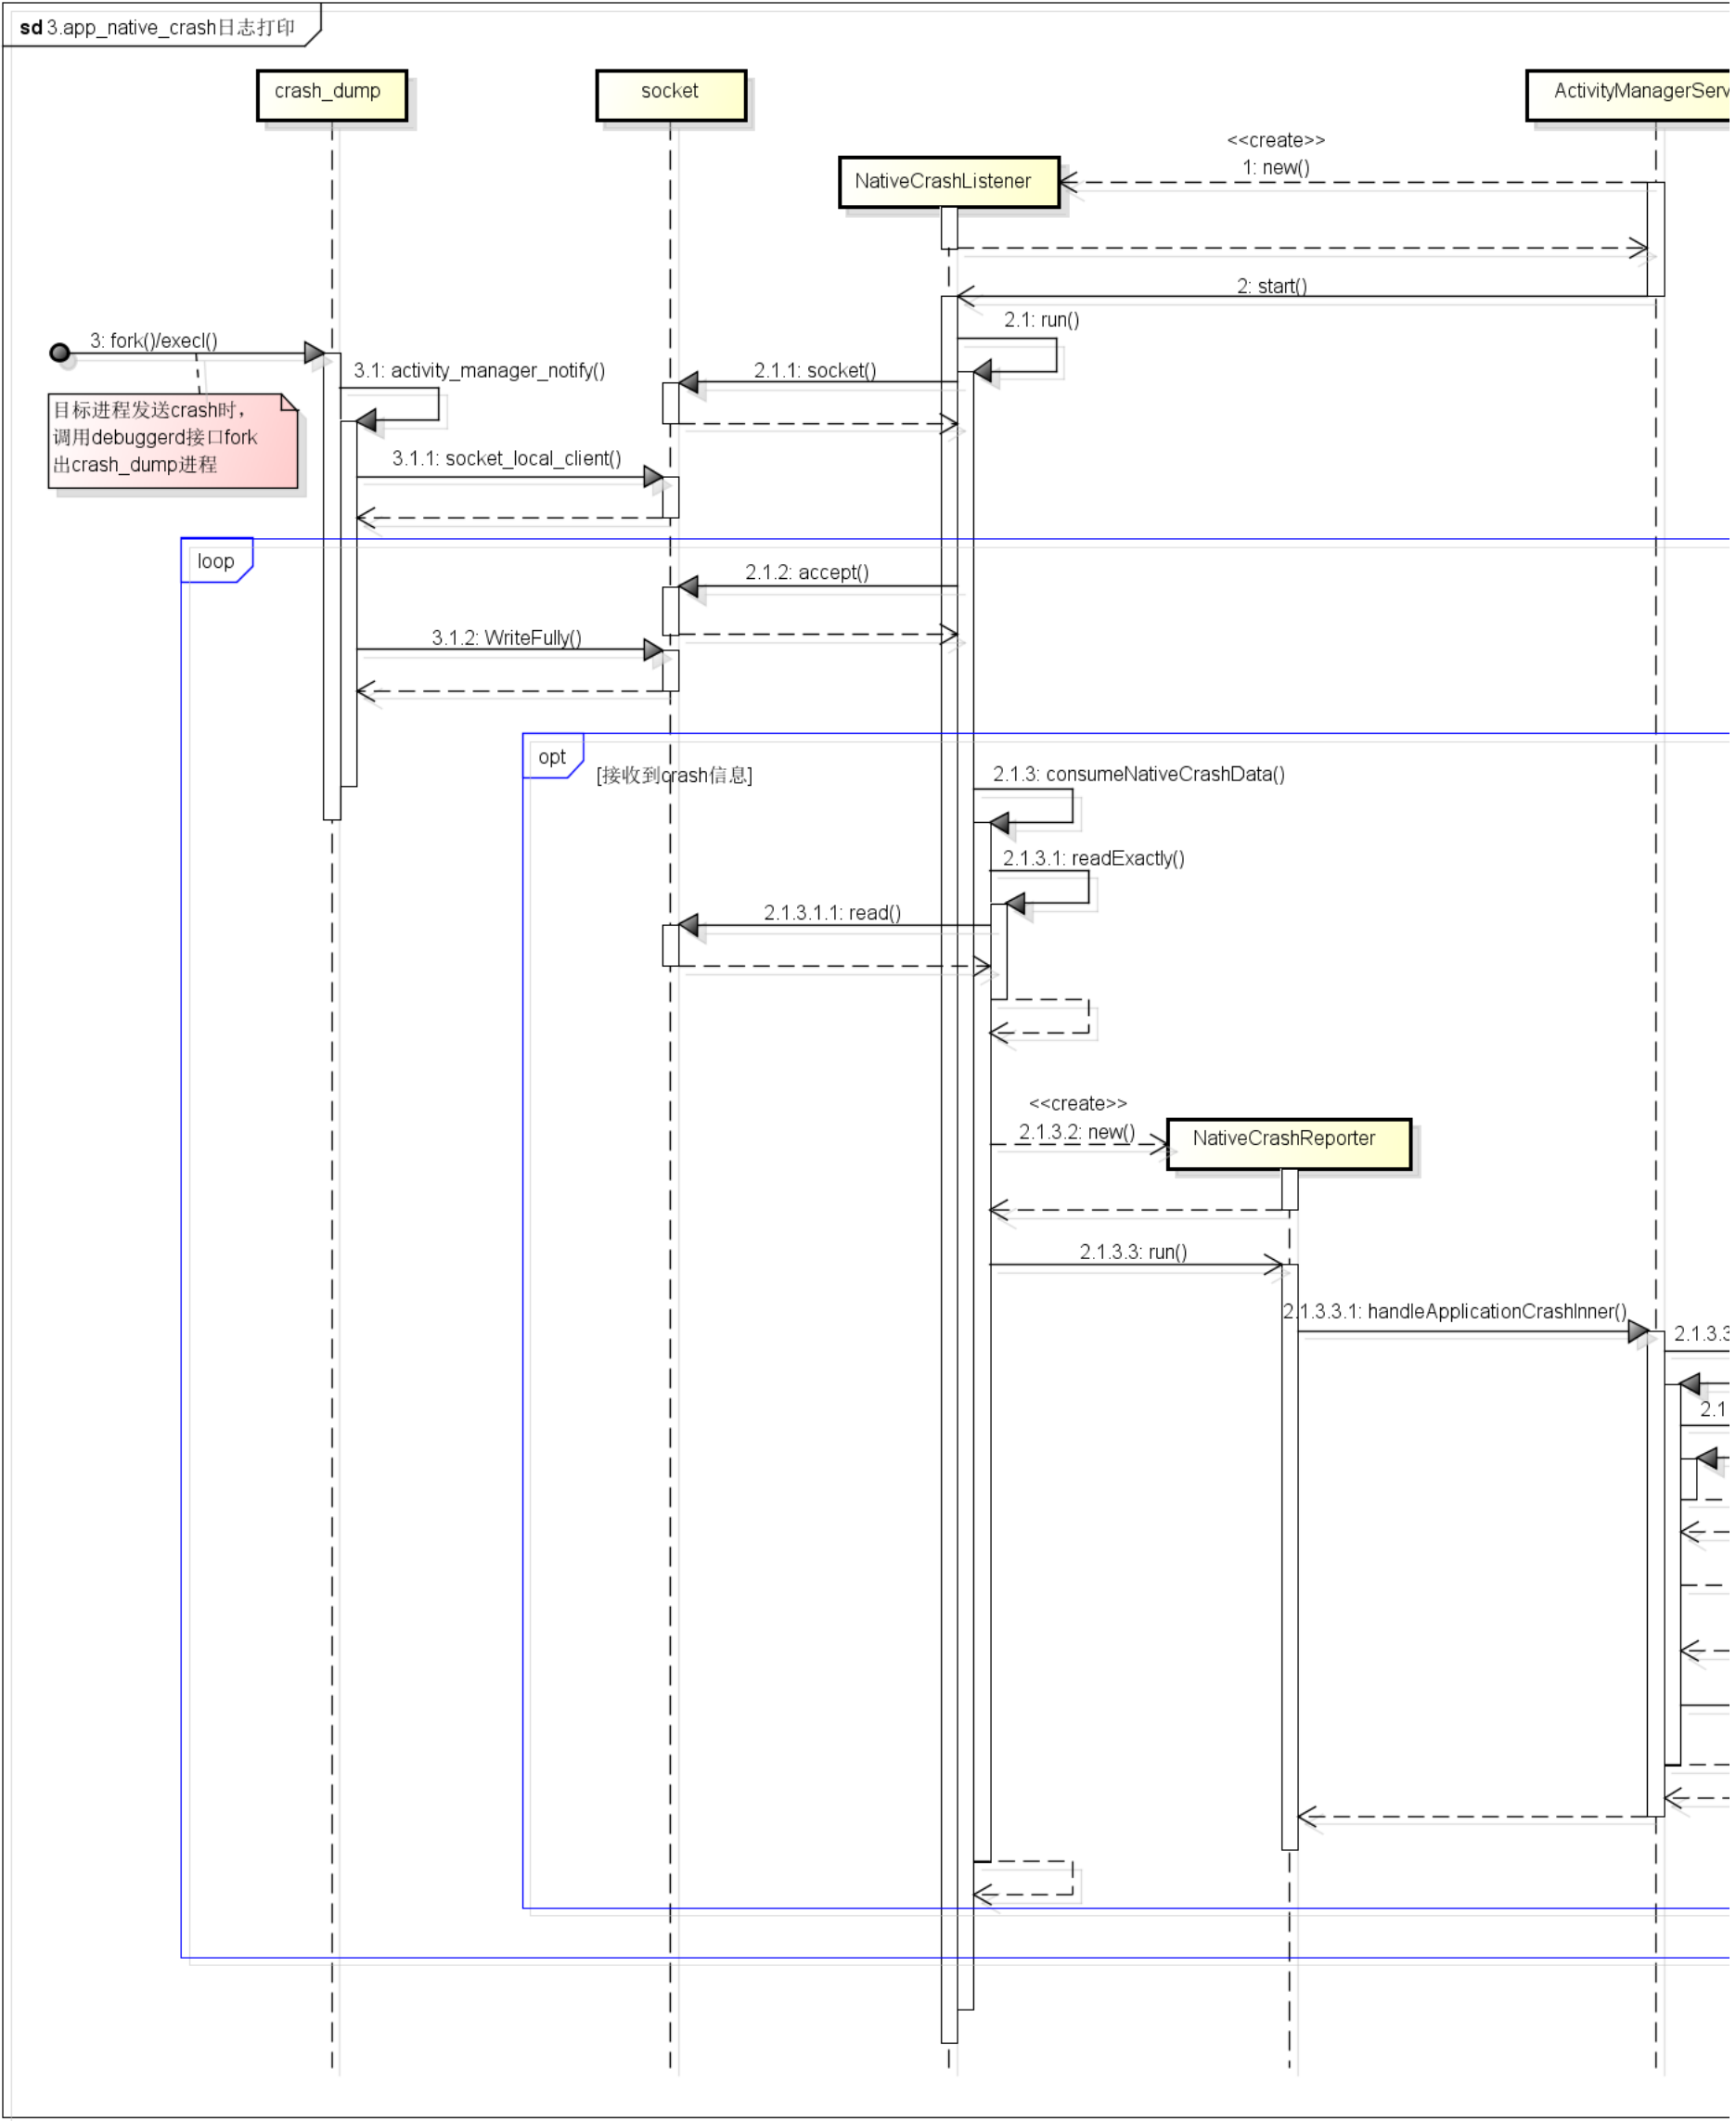 sd 3.app_native_crash日志打印
crash_dump
socket
ActivityManagerServ
<<create>>
1: new()
NativeCrashListener
2: start()
2.1: run()
3: fork()/execl()
3.1: activity_manager_notify()
2.1.1: socket()
目标进程发送crash时，
调用debuggerd接口fork
出crash_dump进程
3.1.1: socket_local_client()
loop
2.1.2: accept()
3.1.2: WriteFully()
opt
[接收到crash信息]
2.1.3: consumeNativeCrashData()
2.1.3.1: readExactly()
2.1.3.1.1: read()
<<create>>
2.1.3.2: new()
NativeCrashReporter
2.1.3.3: run()
2.1.3.3.1: handleApplicationCrashInner()
2.1.3.3
2.1